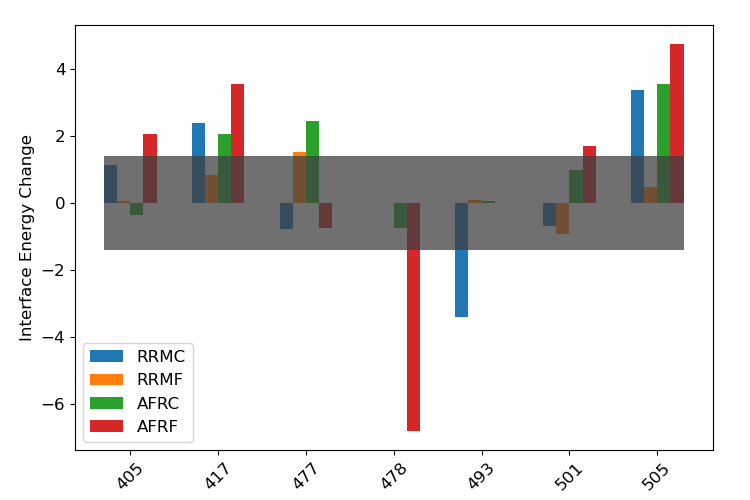 Interface Energy Change
4
2
0
−2
−4
−6
RRMC
RRMF
AFRC
AFRF
405
417
477
478
493
501
505